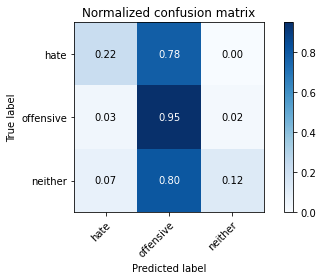 Normalized confusion matrix
True label
hate 0.22 0.78 0.00
offensive 0.03 0.95 0.02
neither 0.07 0.80 0.12
hate offensive neither
Predicted label
0.8
0.6
0.4
0.2
0.0